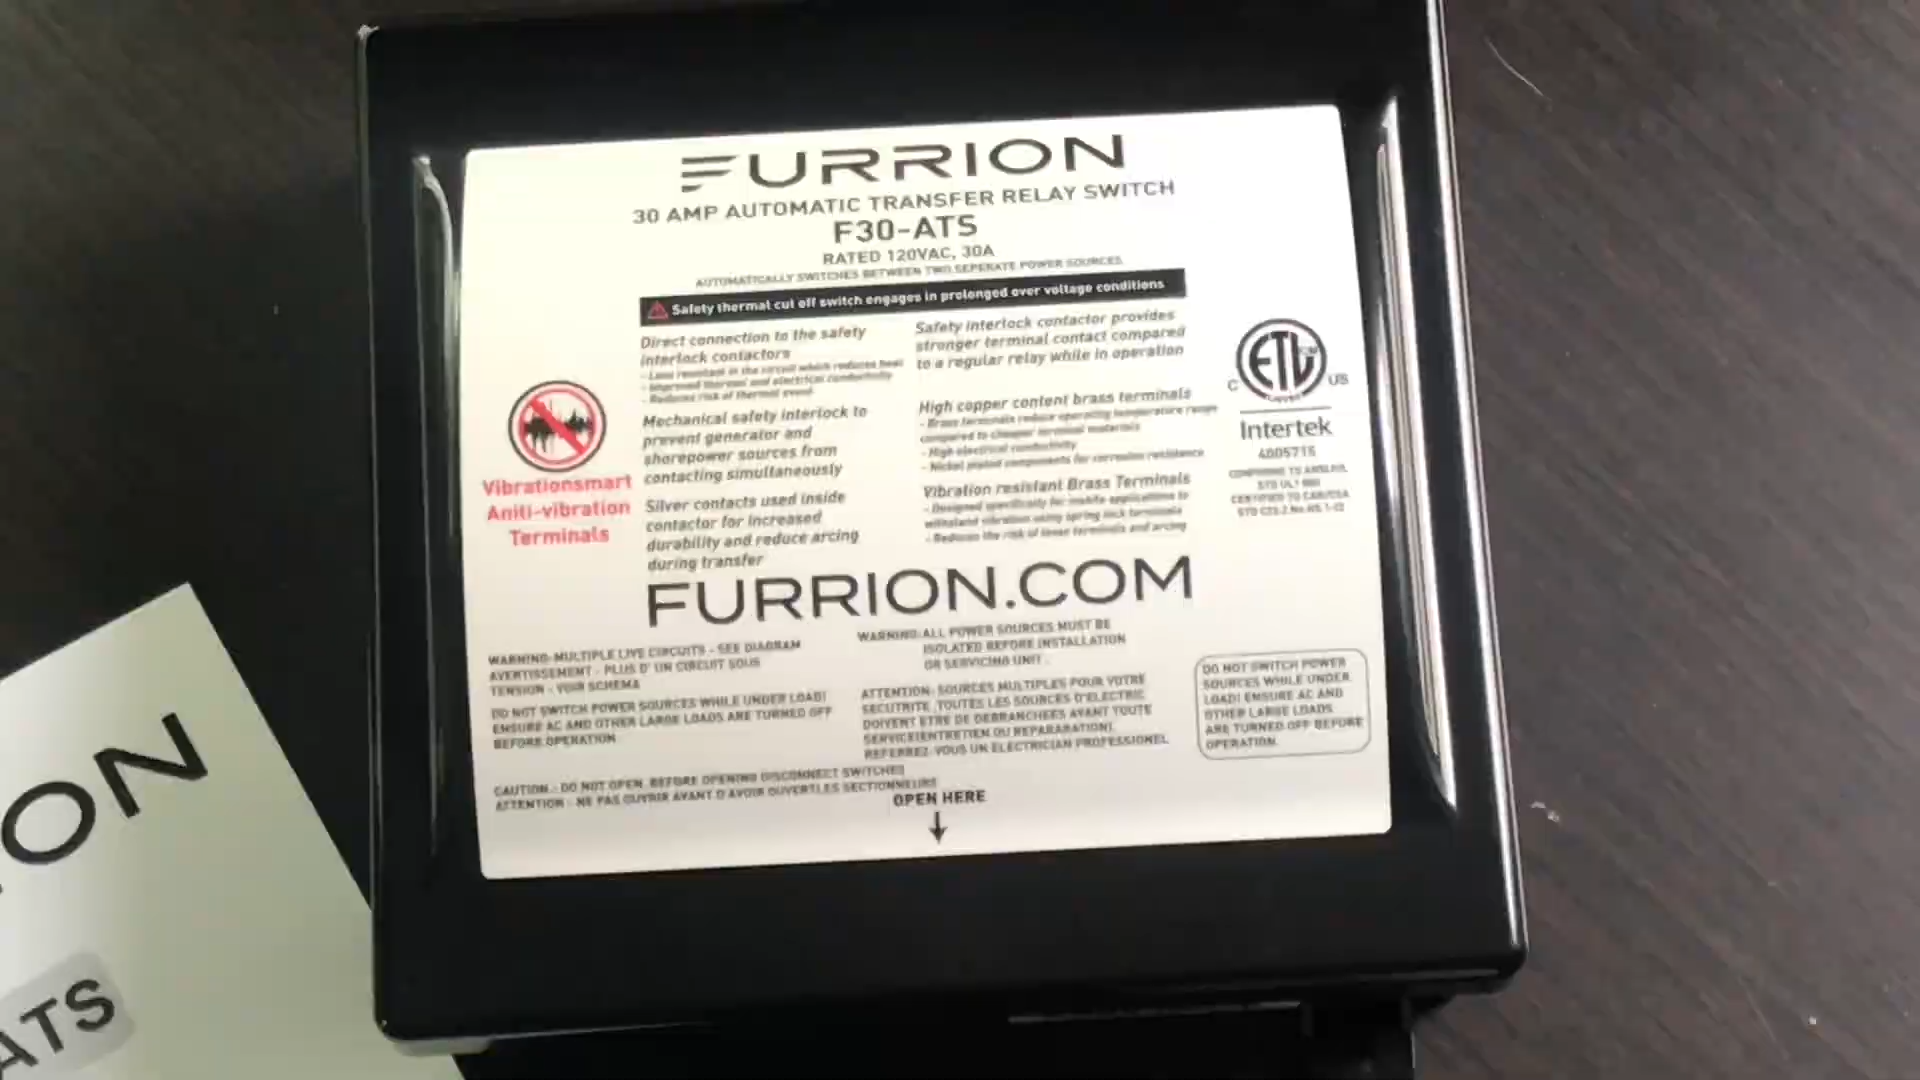 FURRION
30 AMP AUTOMATIC TRANSFER RELAY SWITCH
F30-ATS
RATED 120VAC, 30A
AUTOMATICALLY SWITCHES BETWEEN TWO SEPERATE POWER SOURCES
Safety thermal cut off switch engages in prolonged over voltage conditions
Direct connection to the safety
interlock contactors
- Less resistant in the circuit which reduces heat
- Improved thermal and electrical conductivity
- Reduces risk of thermal event
Mechanical safety interlock to
prevent generator and
shorepower sources from
contacting simultaneously
Silver contacts used inside
contactor for increased
durability and reduce arcing
during transfer
Safety interlock contactor provides
stronger terminal contact compared
to a regular relay while in operation
High copper content brass terminals
- Brass terminals reduce operating temperature range
compared to cheaper terminal materials
- High electrical conductivity
- Nickel plated components for corrosion resistance
Vibration resistant Brass Terminals
- Designed specifically for mobile applications to
withstand vibration using spring lock terminals
- Reduces the risk of loose terminals and arcing
Vibrationsmart
Aniti-vibration
Terminals
ETL
C US
Intertek
4005715
CONFORMS TO ANSI/UL
STD UL1008
CERTIFIED TO CAN/CSA
STD C22.2 No.
FURRION.COM
WARNING-MULTIPLE LIVE CIRCUITS - SEE DIAGRAM
AVERTISSEMENT - PLUS D' UN CIRCUIT SOUS
TENSION - VOIR SCHEMA
DO NOT SWITCH POWER SOURCES WHILE UNDER LOAD!
ENSURE AC AND OTHER LARGE LOADS ARE TURNED OFF
BEFORE OPERATION
WARNING:ALL POWER SOURCES MUST BE
ISOLATED BEFORE INSTALLATION
OR SERVICING UNIT.
ATTENTION: SOURCES MULTIPLES POUR VOTRE
SECUTRITE ,TOUTES LES SOURCES D'ELECTRIC
DOIVENT ETRE DE DEBRANCHEES AVANT TOUTE
SERVICE(ENTRETIEN OU REPARARATION).
REFERREZ-VOUS UN ELECTRICIAN PROFESSIONEL
DO NOT SWITCH POWER
SOURCES WHILE UNDER
LOAD! ENSURE AC AND
OTHER LARGE LOADS
ARE TURNED OFF BEFORE
OPERATION.
CAUTION - DO NOT OPEN. BEFORE OPENING DISCONNECT SWITCHES
ATTENTION - NE PAS OUVRIR AVANT D'AVOIR OUVERT LES SECTIONNEURS
OPEN HERE
ION
ATS